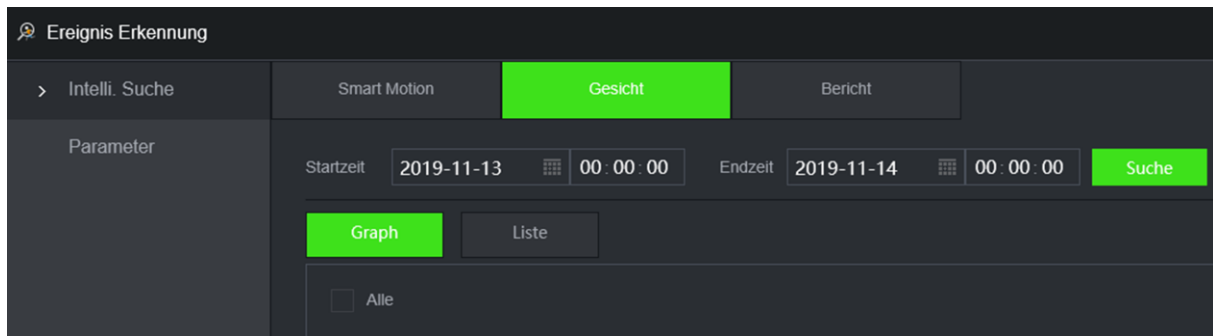 Ereignis Erkennung
Intelli. Suche
Smart Motion Gesicht Bericht
Parameter
Startzeit 2019-11-13 00:00:00 Endzeit 2019-11-14 00:00:00 Suche
Graph Liste
Alle